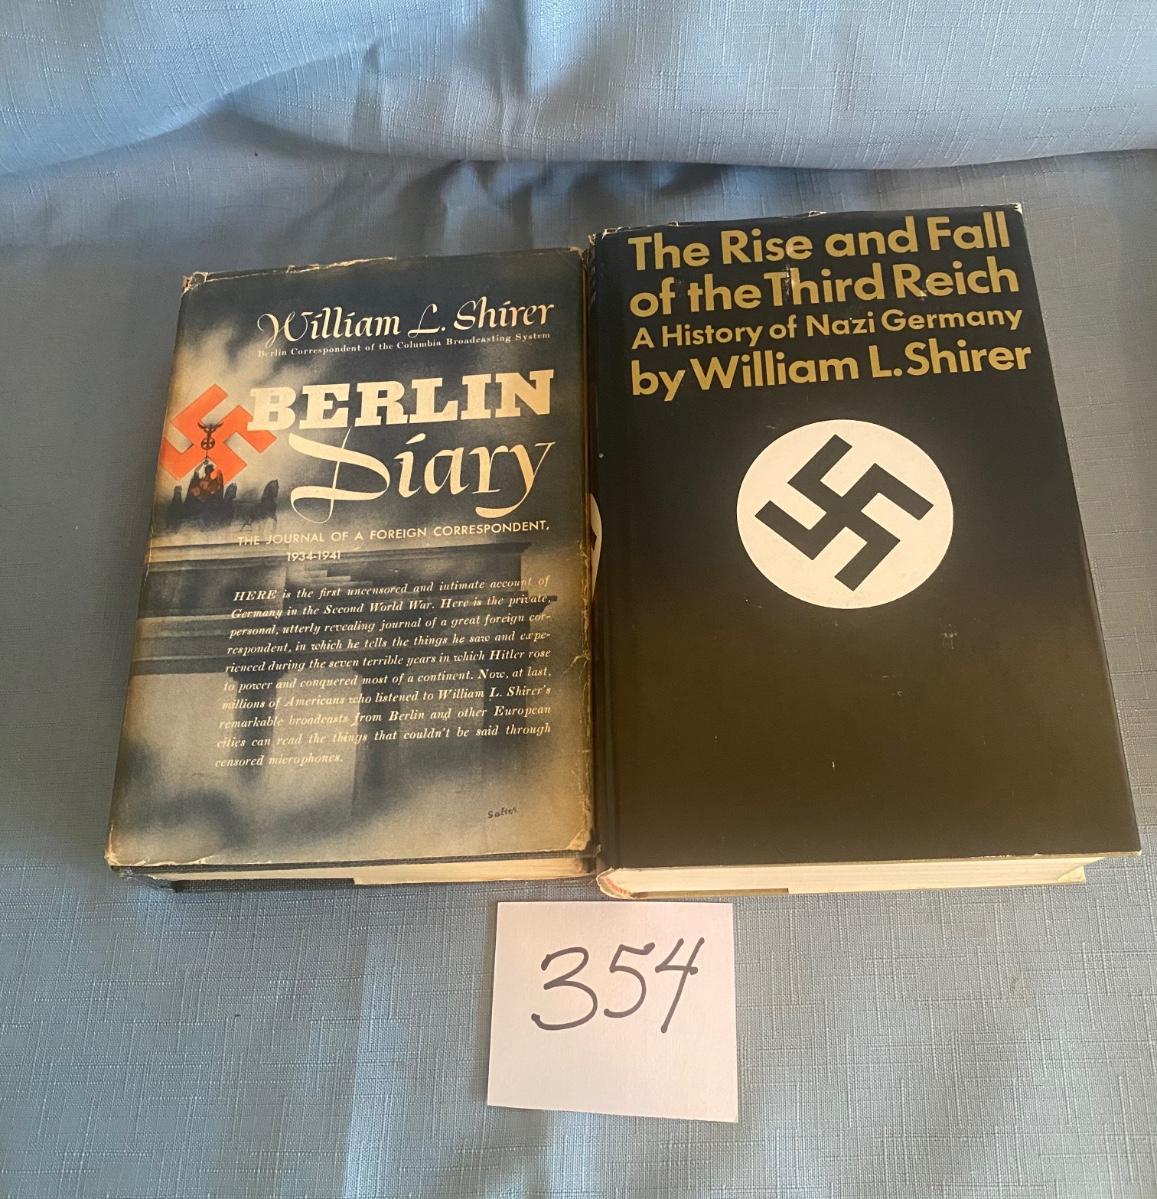 William L. Shirer
Berlin Correspondent of the Columbia Broadcasting System
BERLIN
Diary
THE JOURNAL OF A FOREIGN CORRESPONDENT,
1934-1941
HERE is the first uncensored and intimate account of
Germany in the Second World War. Here is the private,
personal, utterly revealing journal of a great foreign cor-
respondent, in which he tells the things he saw and expe-
rienced during the seven terrible years in which Hitler rose
to power and conquered most of a continent. Now, at last,
millions of Americans who listened to William L. Shirer's
remarkable broadcasts from Berlin and other European
cities can read the things that couldn't be said through
censored microphones.
Salter
The Rise and Fall
of the Third Reich
A History of Nazi Germany
by William L. Shirer
354